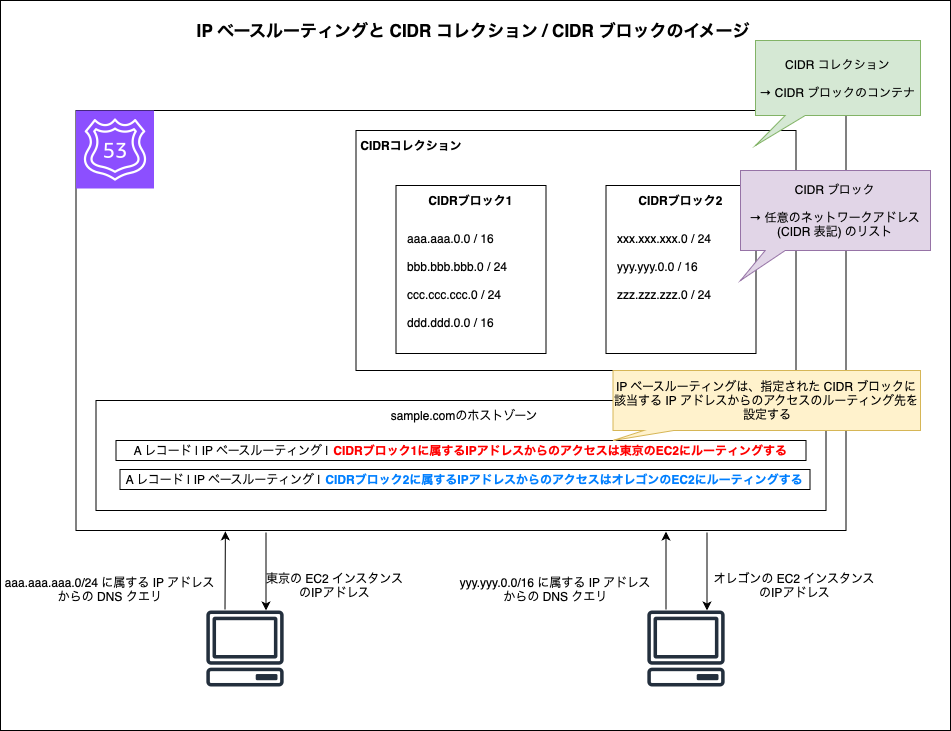 IP ベースルーティングと CIDR コレクション / CIDR ブロックのイメージ
CIDR コレクション
→ CIDR ブロックのコンテナ
53
CIDRコレクション
CIDR ブロック
→ 任意のネットワークアドレス
(CIDR 表記) のリスト
CIDRブロック1
aaa.aaa.0.0 / 16
bbb.bbb.bbb.0 / 24
ccc.ccc.ccc.0 / 24
ddd.ddd.0.0 / 16
CIDRブロック2
xxx.xxx.xxx.0 / 24
yyy.yyy.0.0 / 16
zzz.zzz.zzz.0 / 24
IP ベースルーティングは、指定された CIDR ブロックに
該当する IP アドレスからのアクセスのルーティング先を
設定する
sample.comのホストゾーン
A レコード | IP ベースルーティング | CIDRブロック1に属するIPアドレスからのアクセスは東京のEC2にルーティングする
A レコード | IP ベースルーティング | CIDRブロック2に属するIPアドレスからのアクセスはオレゴンのEC2にルーティングする
aaa.aaa.aaa.0/24 に属する IP アドレス
からの DNS クエリ
東京の EC2 インスタンス
のIPアドレス
yyy.yyy.0.0/16 に属する IP アドレス
からの DNS クエリ
オレゴンの EC2 インスタンス
のIPアドレス